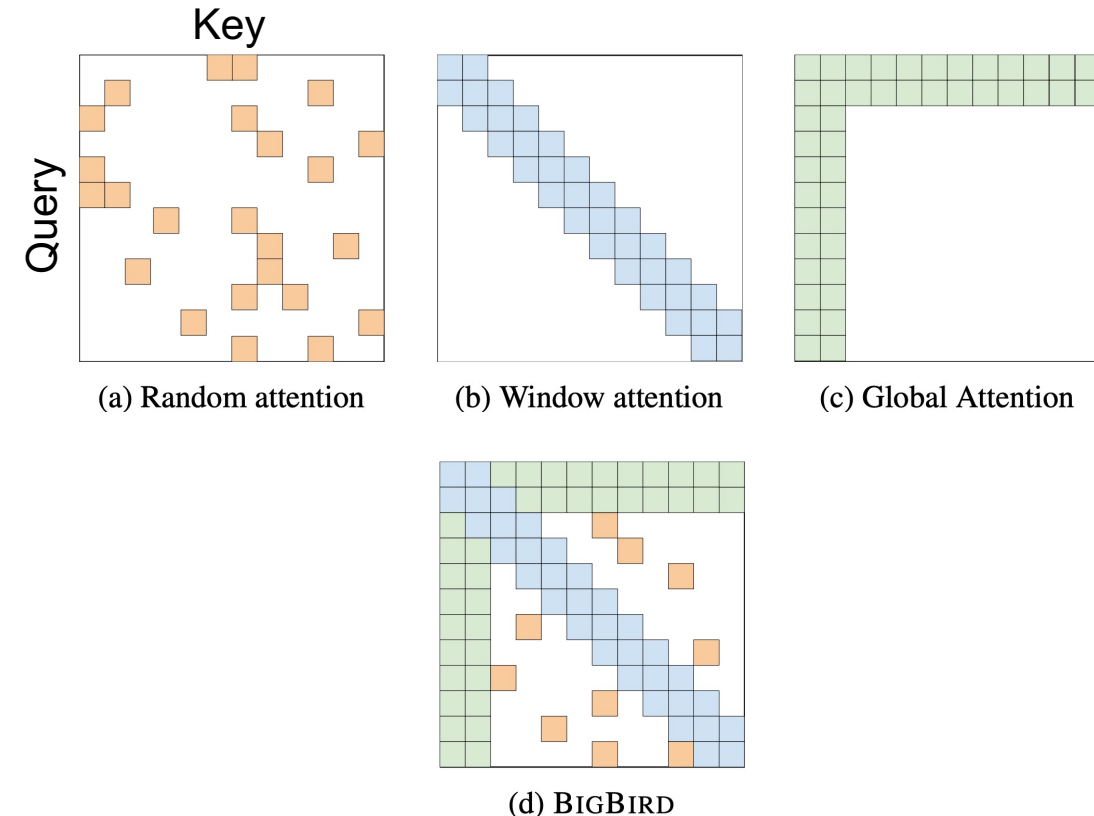 Key
Query
(a) Random attention
(b) Window attention
(c) Global Attention
(d) BIGBIRD